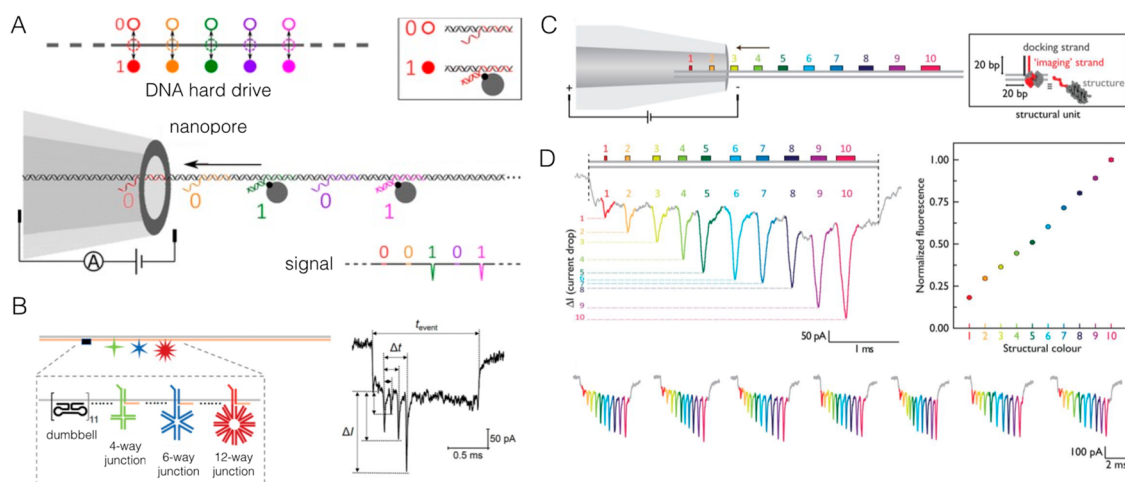 A
0
1
DNA hard drive
0
1
nanopore
0
0
1
0
1
A
signal
0 0 1 0 1
B
[ ]11
dumbbell
4-way
junction
6-way
junction
12-way
junction
t event
Δt
ΔI
50 pA
0.5 ms
C
1 2 3 4 5 6 7 8 9 10
+
-
docking strand
20 bp
'imaging' strand
structure
=
20 bp
structural unit
D
1 2 3 4 5 6 7 8 9 10
1 2 3 4 5 6 7 8 9 10
1
2
3
4
5
6
7
8
9
10
ΔI (current drop)
50 pA
1 ms
Normalized fluorescence
1.00
0.75
0.50
0.25
0.00
1 2 3 4 5 6 7 8 9 10
Structural colour
100 pA
2 ms